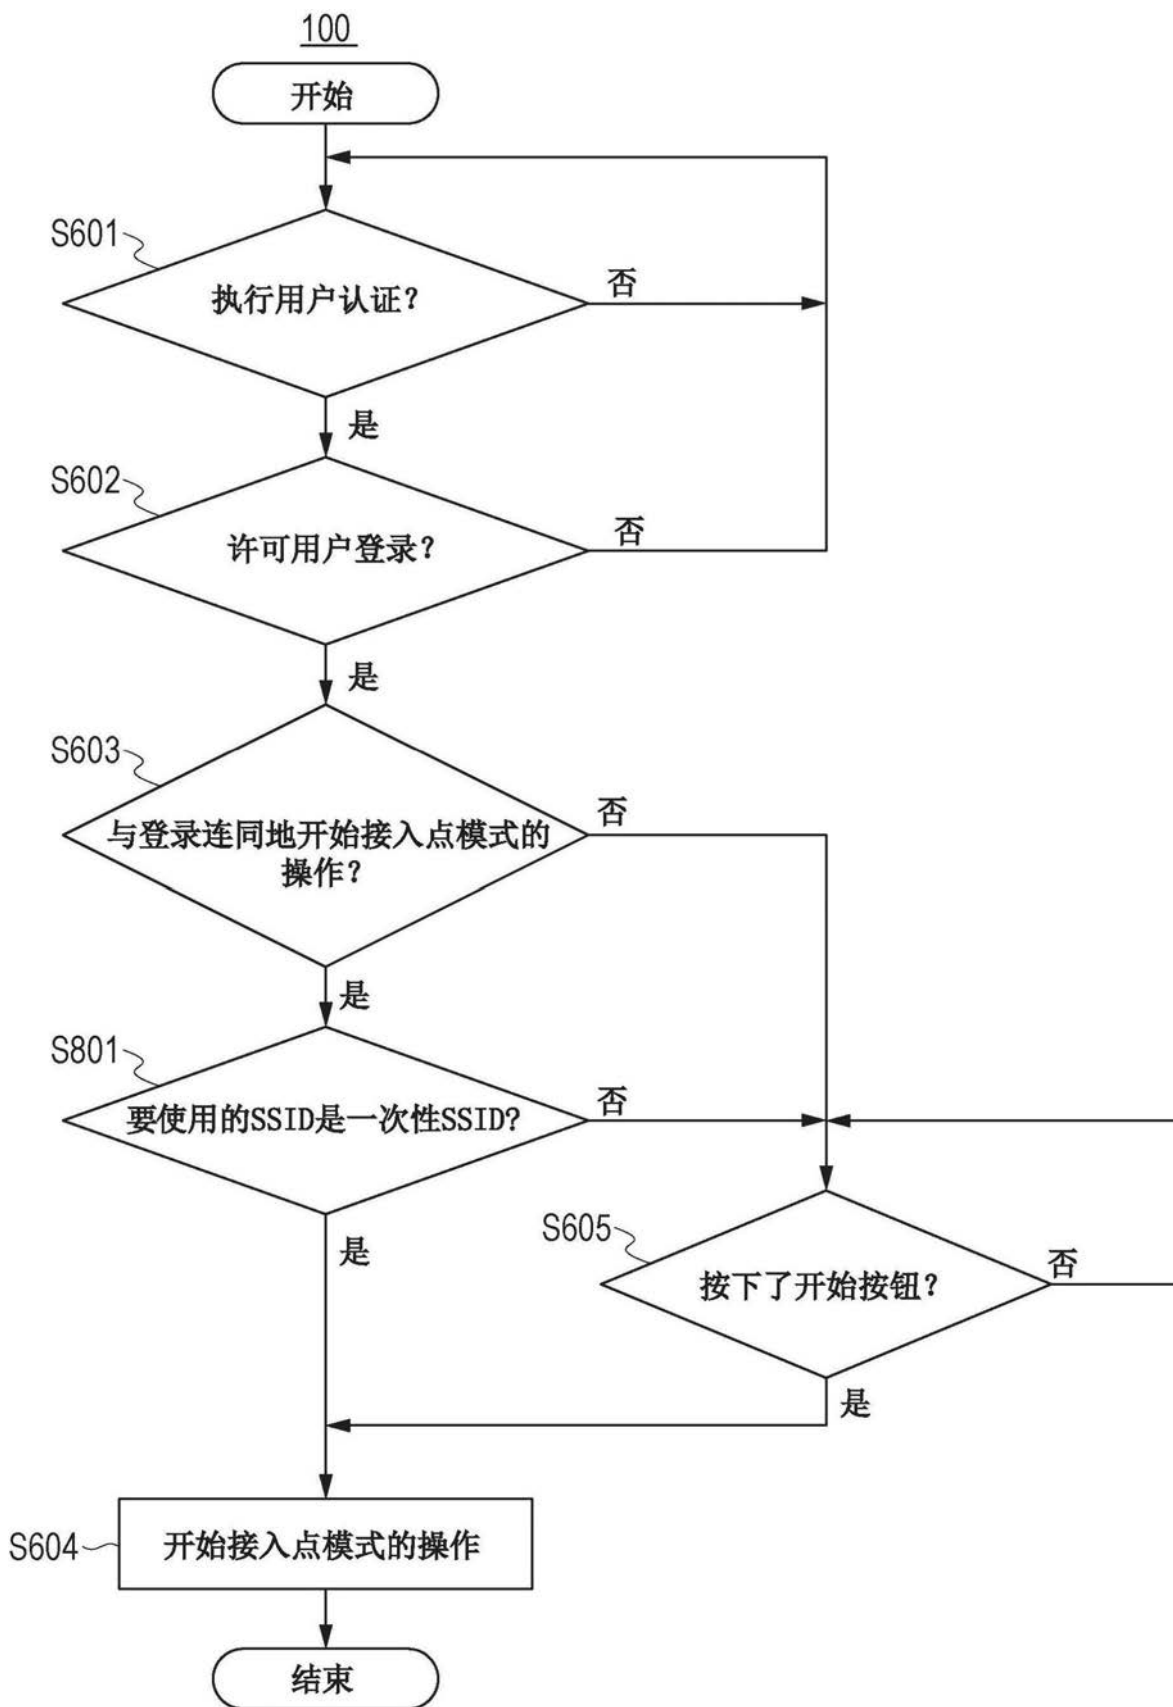 100
开始
S601
执行用户认证？
否
是
S602
许可用户登录？
否
是
S603
与登录连同地开始接入点模式的
操作？
否
是
S801
要使用的SSID是一次性SSID？
否
是
S605
按下了开始按钮？
否
是
S604
开始接入点模式的操作
结束